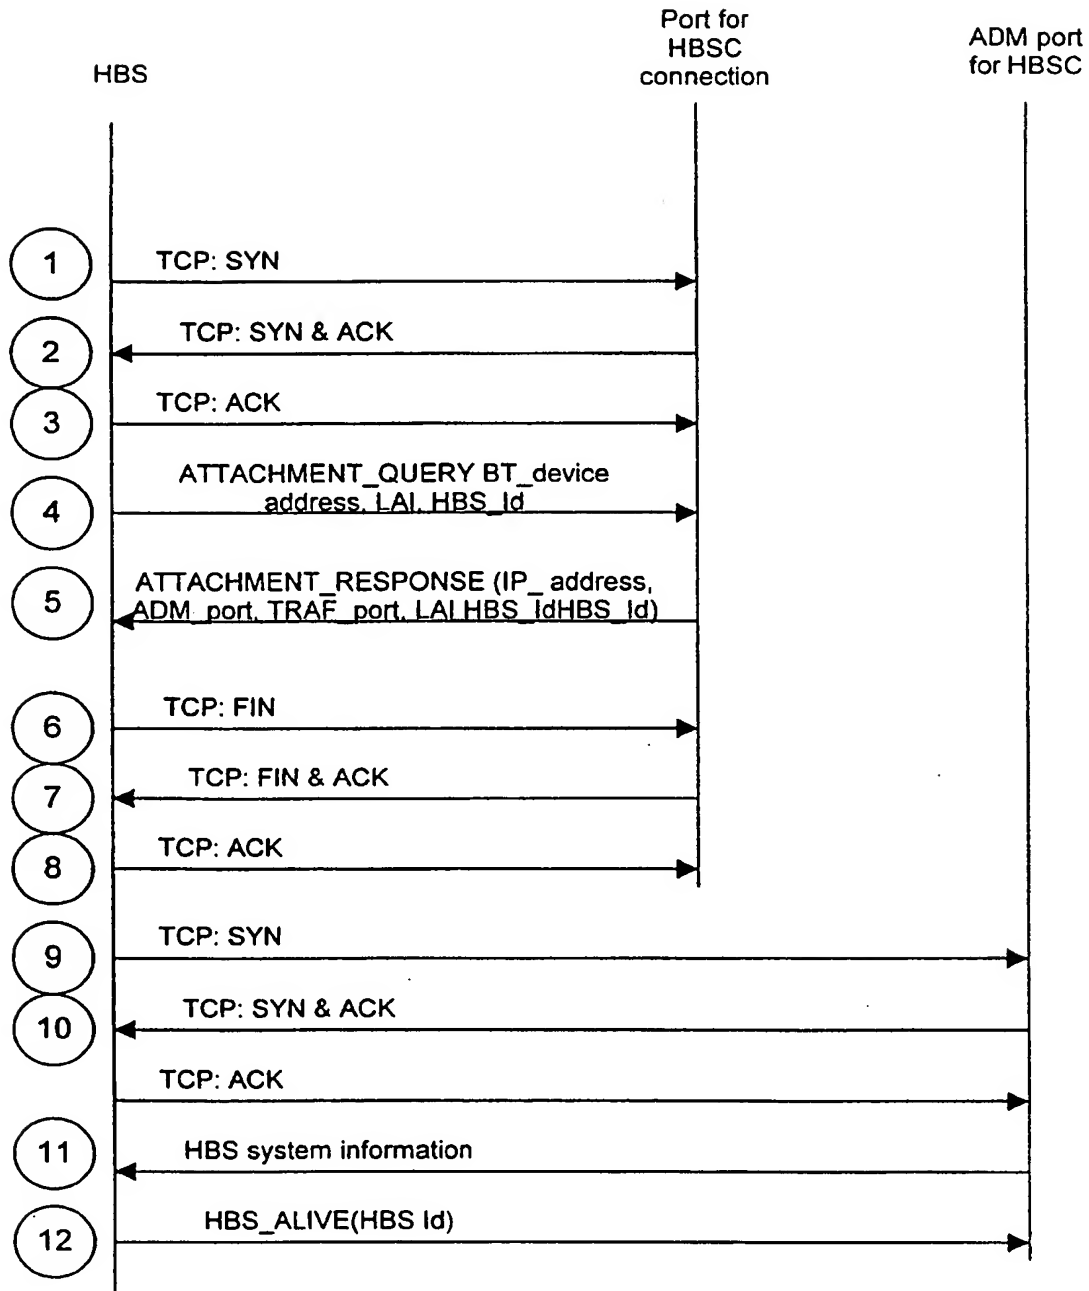 Port for
HBSC
connection
ADM port
for HBSC
HBS
1
TCP: SYN
2
TCP: SYN & ACK
3
TCP: ACK
4
ATTACHMENT_QUERY BT_device
address, LAI, HBS_Id
5
ATTACHMENT_RESPONSE (IP_ address,
ADM_port, TRAF_port, LAI HBS_IdHBS_Id)
6
TCP: FIN
7
TCP: FIN & ACK
8
TCP: ACK
9
TCP: SYN
10
TCP: SYN & ACK
TCP: ACK
11
HBS system information
12
HBS_ALIVE(HBS Id)